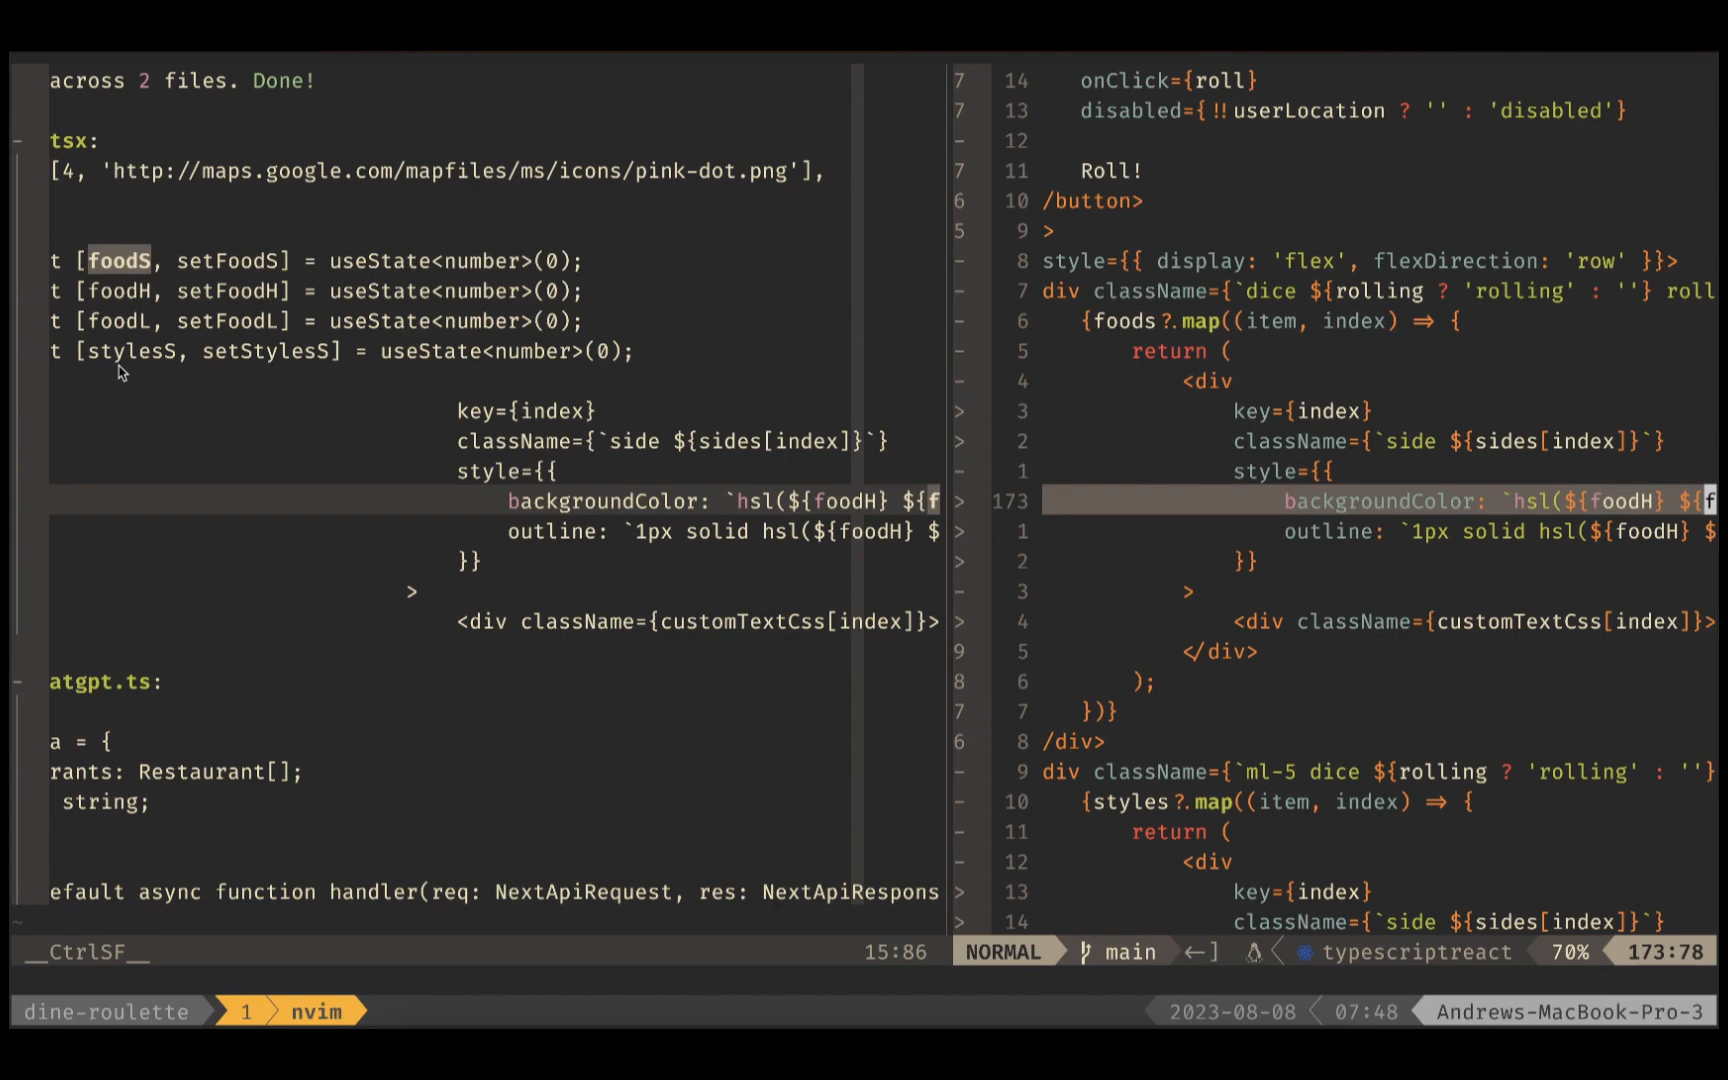 across 2 files. Done!
tsx:
[4, 'http://maps.google.com/mapfiles/ms/icons/pink-dot.png'],
t [foodS, setFoodS] = useState<number>(0);
t [foodH, setFoodH] = useState<number>(0);
t [foodL, setFoodL] = useState<number>(0);
t [stylesS, setStylesS] = useState<number>(0);
key={index}
className={`side ${sides[index]}`}
style={{
backgroundColor: `hsl(${foodH} ${f
outline: `1px solid hsl(${foodH} $
}}
>
<div className={customTextCss[index]}>
atgpt.ts:
a = {
rants: Restaurant[];
string;
efault async function handler(req: NextApiRequest, res: NextApiRespons
~
__CtrlSF__ 15:86
7 14 onClick={roll}
7 13 disabled={!!userLocation ? '' : 'disabled'}
- 12
7 11 Roll!
6 10 /button>
5 9 >
- 8 style={{ display: 'flex', flexDirection: 'row' }}>
- 7 div className={`dice ${rolling ? 'rolling' : ''} roll
- 6 {foods?.map((item, index) => {
- 5 return (
- 4 <div
> 3 key={index}
> 2 className={`side ${sides[index]}`}
- 1 style={{
> 173 backgroundColor: `hsl(${foodH} ${f
> 1 outline: `1px solid hsl(${foodH} $
> 2 }}
- 3 >
> 4 <div className={customTextCss[index]}>
9 5 </div>
8 6 );
7 7 })}
6 8 /div>
- 9 div className={`ml-5 dice ${rolling ? 'rolling' : ''}
- 10 {styles?.map((item, index) => {
- 11 return (
- 12 <div
> 13 key={index}
> 14 className={`side ${sides[index]}`}
NORMAL main ←] typescriptreact 70% 173:78
dine-roulette 1 nvim 2023-08-08 07:48 Andrews-MacBook-Pro-3